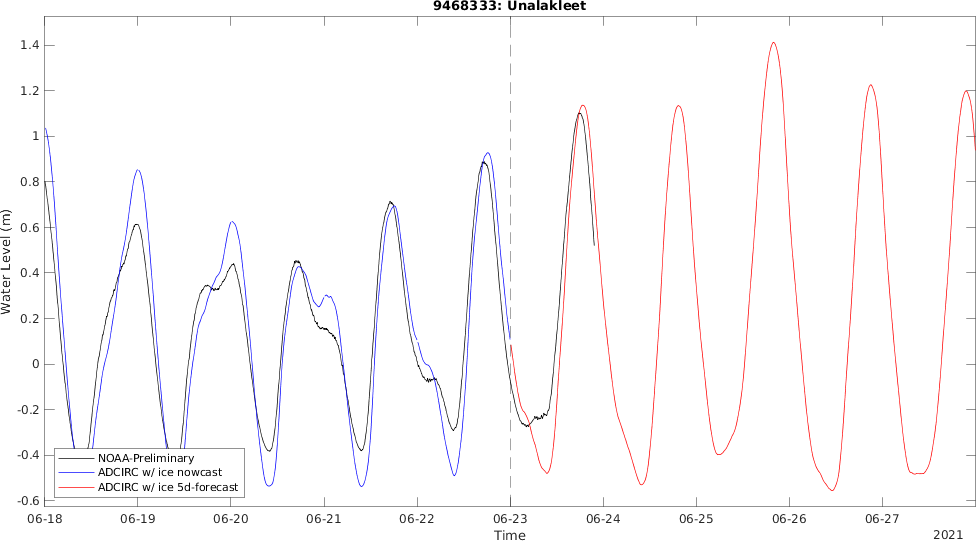 9468333: Unalakleet
Water Level (m)
1.4
1.2
1
0.8
0.6
0.4
0.2
0
-0.2
-0.4
-0.6
NOAA-Preliminary
ADCIRC w/ ice nowcast
ADCIRC w/ ice 5d-forecast
06-18 06-19 06-20 06-21 06-22 06-23 06-24 06-25 06-26 06-27
Time
2021